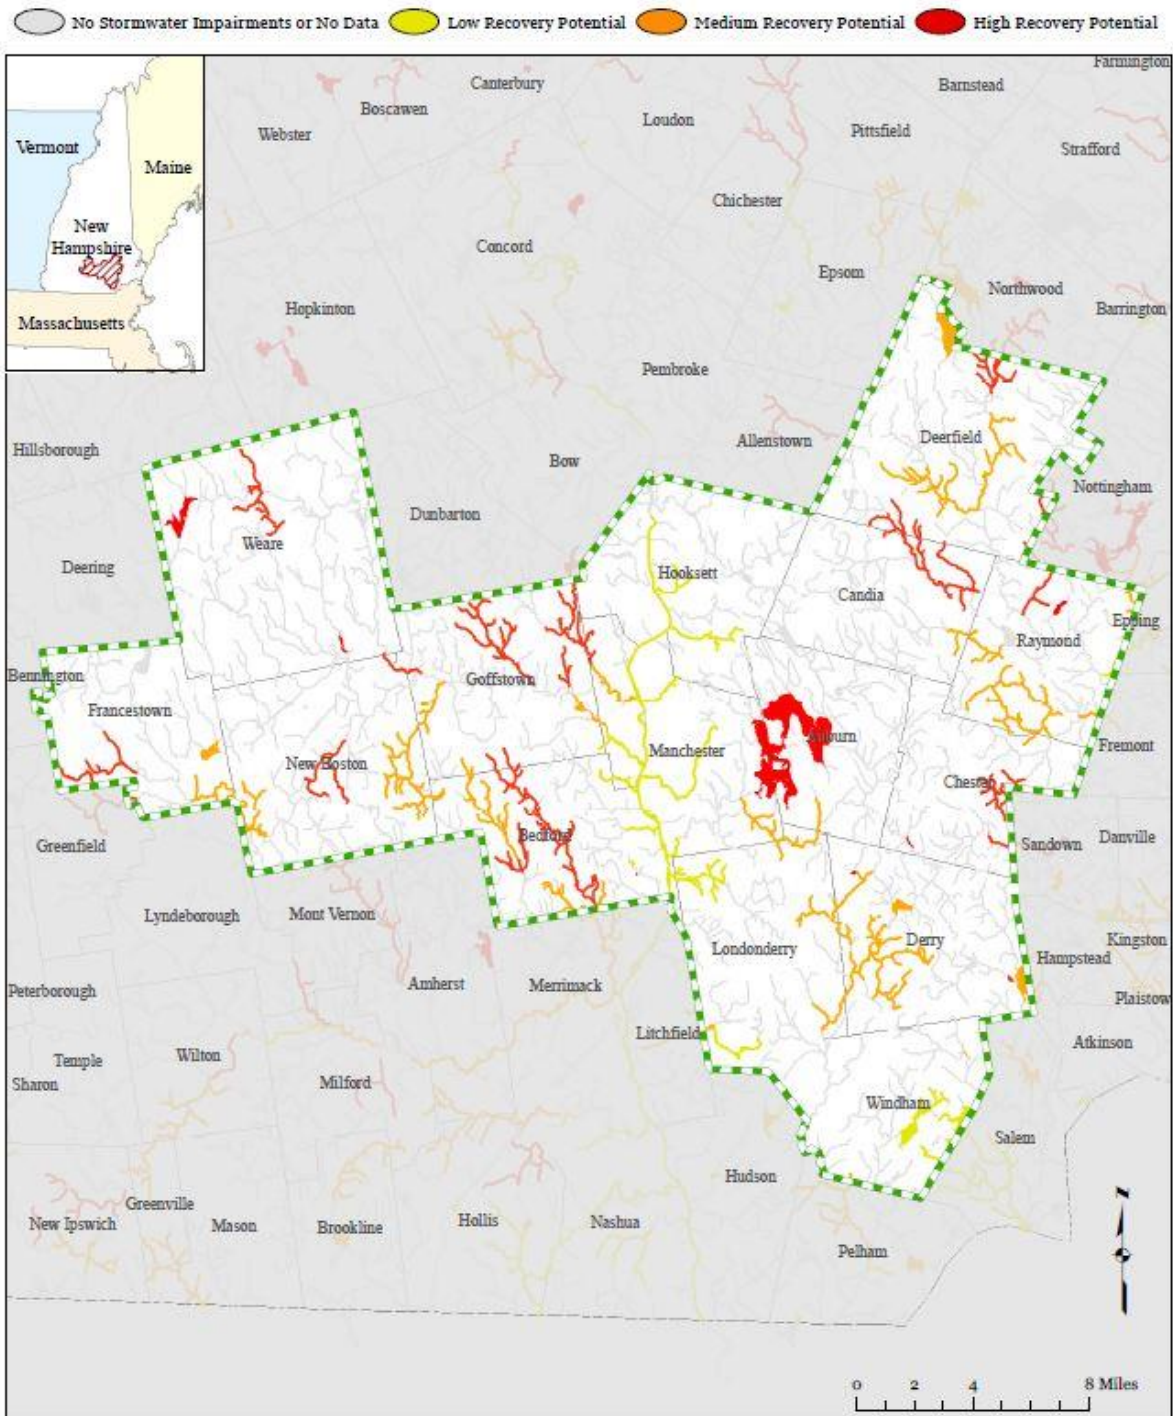 No Stormwater Impairments or No Data Low Recovery Potential Medium Recovery Potential High Recovery Potential
Farmington
Canterbury
Barnstead
Boscawen
Loudon
Webster
Pittsfield
Vermont
Strafford
Maine
Chichester
New
Hampshire
Concord
Epsom
Northwood
Hopkinton
Barrington
Massachusetts
Pembroke
Hillsborough
Allenstown
Deerfield
Bow
Nottingham
Dunbarton
Weare
Deering
Hooksett
Candia
Epping
Raymond
Bennington
Goffstown
Francestown
Auburn
Manchester
Fremont
New Boston
Chester
Bedford
Greenfield
Sandown
Danville
Lyndeborough
Mont Vernon
Derry
Kingston
Londonderry
Hampstead
Amherst
Merrimack
Peterborough
Plaistow
Litchfield
Atkinson
Wilton
Temple
Sharon
Milford
Windham
Salem
Hudson
Greenville
New Ipswich
Mason
Brookline
Hollis
Nashua
Pelham
N
0 2 4 8 Miles